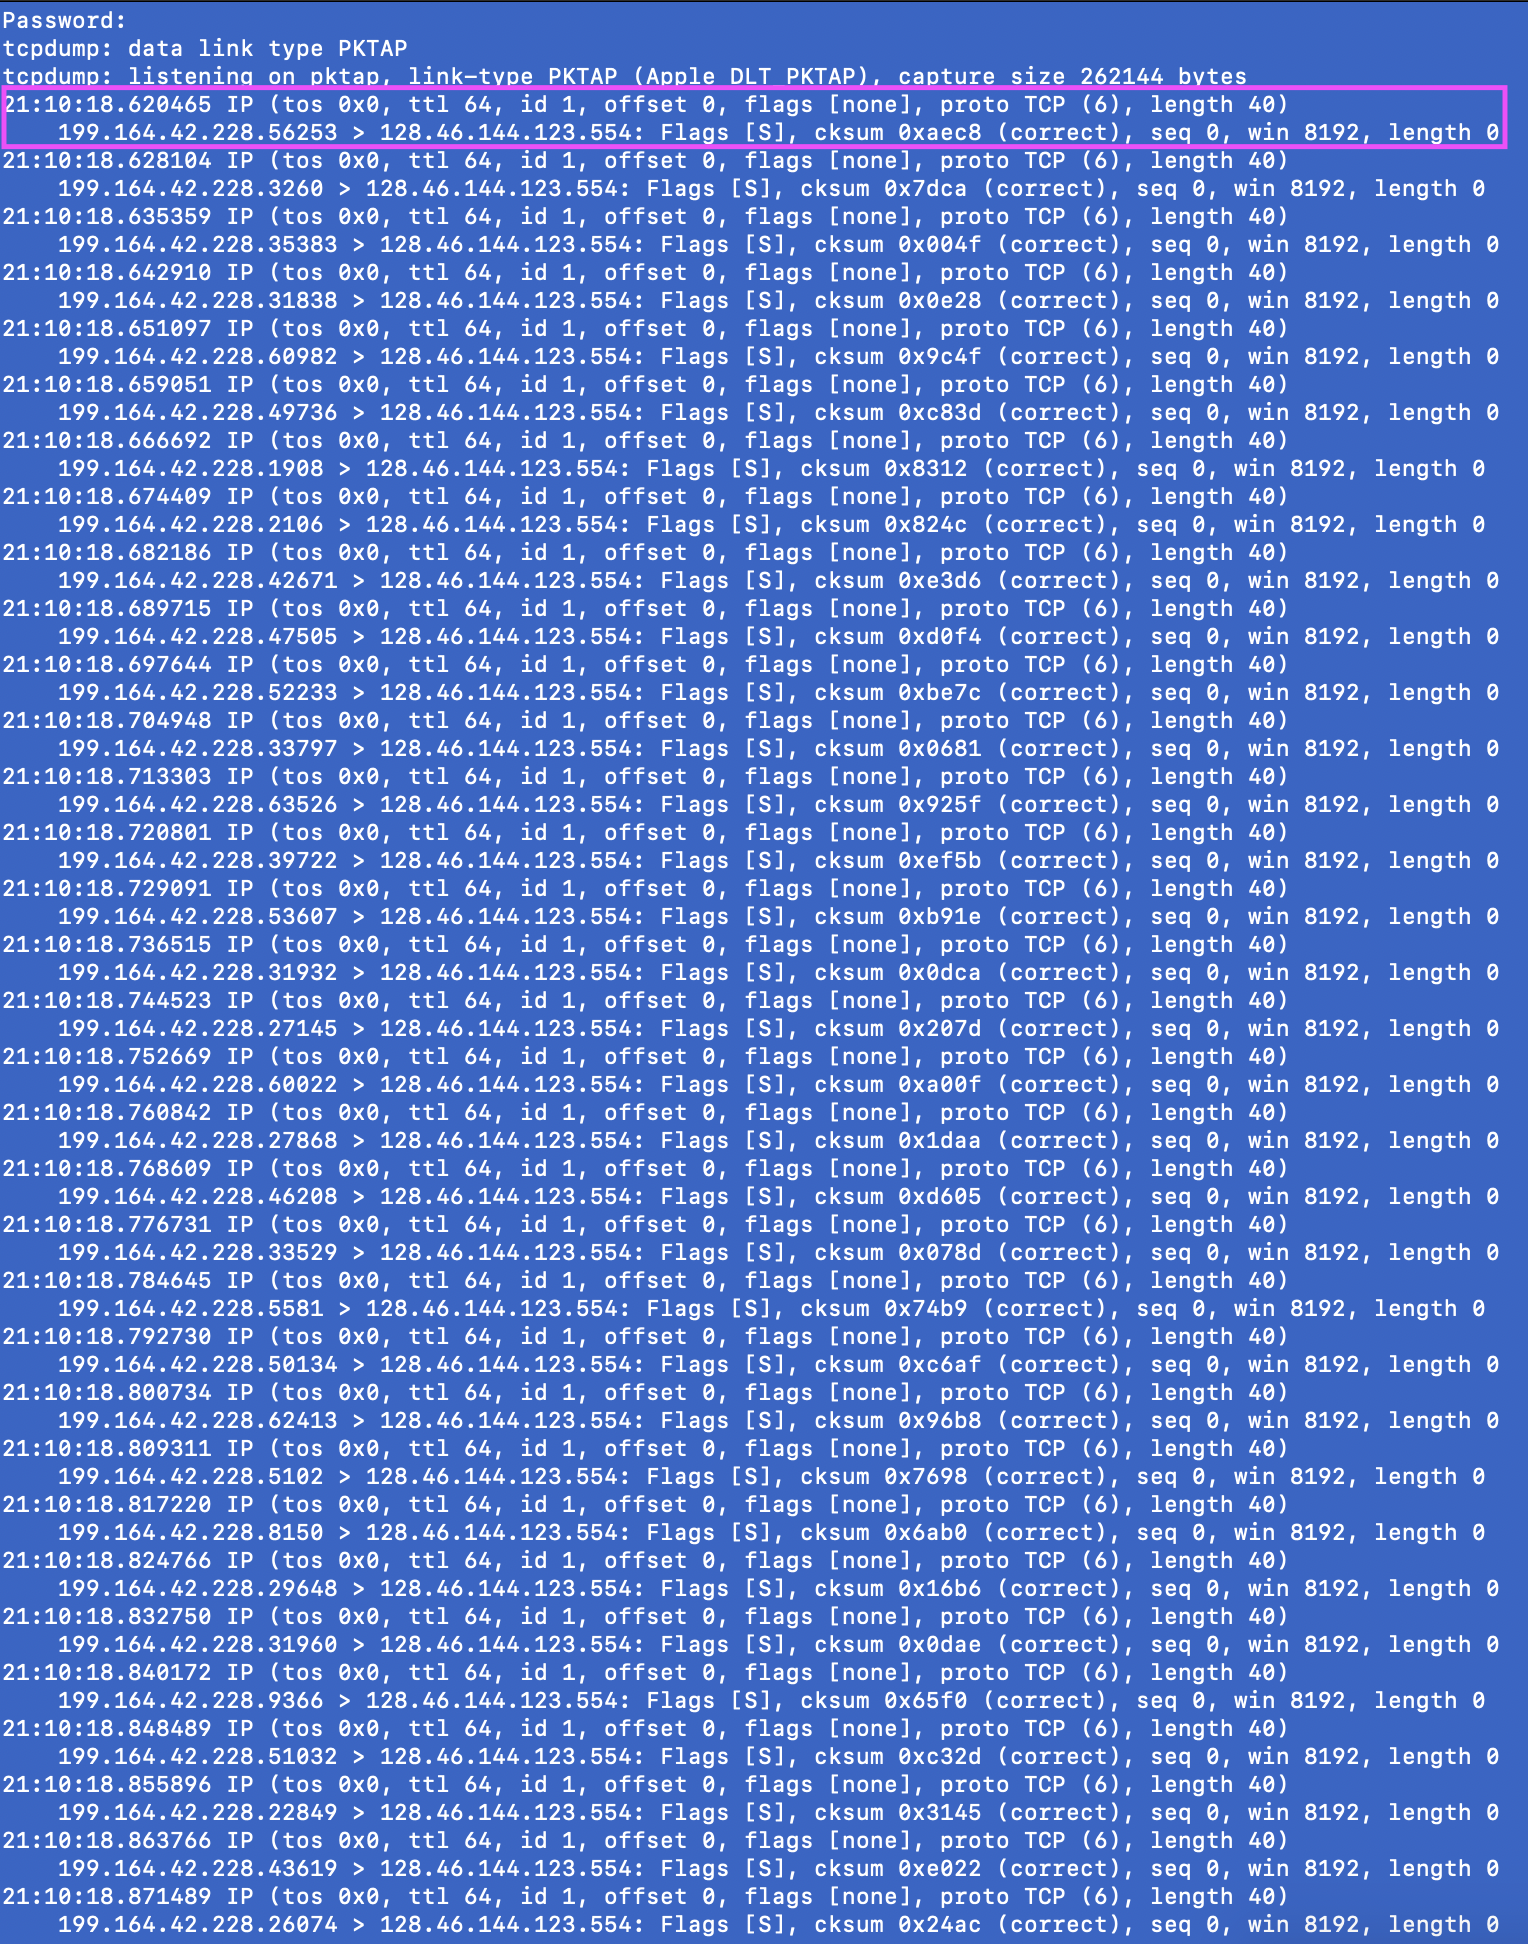 Password:
tcpdump: data link type PKTAP
tcpdump: listening on pktap, link-type PKTAP (Apple DLT_PKTAP), capture size 262144 bytes
21:10:18.620465 IP (tos 0x0, ttl 64, id 1, offset 0, flags [none], proto TCP (6), length 40)
    199.164.42.228.56253 > 128.46.144.123.554: Flags [S], cksum 0xaec8 (correct), seq 0, win 8192, length 0
21:10:18.628104 IP (tos 0x0, ttl 64, id 1, offset 0, flags [none], proto TCP (6), length 40)
    199.164.42.228.3260 > 128.46.144.123.554: Flags [S], cksum 0x7dca (correct), seq 0, win 8192, length 0
21:10:18.635359 IP (tos 0x0, ttl 64, id 1, offset 0, flags [none], proto TCP (6), length 40)
    199.164.42.228.35383 > 128.46.144.123.554: Flags [S], cksum 0x004f (correct), seq 0, win 8192, length 0
21:10:18.642910 IP (tos 0x0, ttl 64, id 1, offset 0, flags [none], proto TCP (6), length 40)
    199.164.42.228.31838 > 128.46.144.123.554: Flags [S], cksum 0x0e28 (correct), seq 0, win 8192, length 0
21:10:18.651097 IP (tos 0x0, ttl 64, id 1, offset 0, flags [none], proto TCP (6), length 40)
    199.164.42.228.60982 > 128.46.144.123.554: Flags [S], cksum 0x9c4f (correct), seq 0, win 8192, length 0
21:10:18.659051 IP (tos 0x0, ttl 64, id 1, offset 0, flags [none], proto TCP (6), length 40)
    199.164.42.228.49736 > 128.46.144.123.554: Flags [S], cksum 0xc83d (correct), seq 0, win 8192, length 0
21:10:18.666692 IP (tos 0x0, ttl 64, id 1, offset 0, flags [none], proto TCP (6), length 40)
    199.164.42.228.1908 > 128.46.144.123.554: Flags [S], cksum 0x8312 (correct), seq 0, win 8192, length 0
21:10:18.674409 IP (tos 0x0, ttl 64, id 1, offset 0, flags [none], proto TCP (6), length 40)
    199.164.42.228.2106 > 128.46.144.123.554: Flags [S], cksum 0x824c (correct), seq 0, win 8192, length 0
21:10:18.682186 IP (tos 0x0, ttl 64, id 1, offset 0, flags [none], proto TCP (6), length 40)
    199.164.42.228.42671 > 128.46.144.123.554: Flags [S], cksum 0xe3d6 (correct), seq 0, win 8192, length 0
21:10:18.689715 IP (tos 0x0, ttl 64, id 1, offset 0, flags [none], proto TCP (6), length 40)
    199.164.42.228.47505 > 128.46.144.123.554: Flags [S], cksum 0xd0f4 (correct), seq 0, win 8192, length 0
21:10:18.697644 IP (tos 0x0, ttl 64, id 1, offset 0, flags [none], proto TCP (6), length 40)
    199.164.42.228.52233 > 128.46.144.123.554: Flags [S], cksum 0xbe7c (correct), seq 0, win 8192, length 0
21:10:18.704948 IP (tos 0x0, ttl 64, id 1, offset 0, flags [none], proto TCP (6), length 40)
    199.164.42.228.33797 > 128.46.144.123.554: Flags [S], cksum 0x0681 (correct), seq 0, win 8192, length 0
21:10:18.713303 IP (tos 0x0, ttl 64, id 1, offset 0, flags [none], proto TCP (6), length 40)
    199.164.42.228.63526 > 128.46.144.123.554: Flags [S], cksum 0x925f (correct), seq 0, win 8192, length 0
21:10:18.720801 IP (tos 0x0, ttl 64, id 1, offset 0, flags [none], proto TCP (6), length 40)
    199.164.42.228.39722 > 128.46.144.123.554: Flags [S], cksum 0xef5b (correct), seq 0, win 8192, length 0
21:10:18.729091 IP (tos 0x0, ttl 64, id 1, offset 0, flags [none], proto TCP (6), length 40)
    199.164.42.228.53607 > 128.46.144.123.554: Flags [S], cksum 0xb91e (correct), seq 0, win 8192, length 0
21:10:18.736515 IP (tos 0x0, ttl 64, id 1, offset 0, flags [none], proto TCP (6), length 40)
    199.164.42.228.31932 > 128.46.144.123.554: Flags [S], cksum 0x0dca (correct), seq 0, win 8192, length 0
21:10:18.744523 IP (tos 0x0, ttl 64, id 1, offset 0, flags [none], proto TCP (6), length 40)
    199.164.42.228.27145 > 128.46.144.123.554: Flags [S], cksum 0x207d (correct), seq 0, win 8192, length 0
21:10:18.752669 IP (tos 0x0, ttl 64, id 1, offset 0, flags [none], proto TCP (6), length 40)
    199.164.42.228.60022 > 128.46.144.123.554: Flags [S], cksum 0xa00f (correct), seq 0, win 8192, length 0
21:10:18.760842 IP (tos 0x0, ttl 64, id 1, offset 0, flags [none], proto TCP (6), length 40)
    199.164.42.228.27868 > 128.46.144.123.554: Flags [S], cksum 0x1daa (correct), seq 0, win 8192, length 0
21:10:18.768609 IP (tos 0x0, ttl 64, id 1, offset 0, flags [none], proto TCP (6), length 40)
    199.164.42.228.46208 > 128.46.144.123.554: Flags [S], cksum 0xd605 (correct), seq 0, win 8192, length 0
21:10:18.776731 IP (tos 0x0, ttl 64, id 1, offset 0, flags [none], proto TCP (6), length 40)
    199.164.42.228.33529 > 128.46.144.123.554: Flags [S], cksum 0x078d (correct), seq 0, win 8192, length 0
21:10:18.784645 IP (tos 0x0, ttl 64, id 1, offset 0, flags [none], proto TCP (6), length 40)
    199.164.42.228.5581 > 128.46.144.123.554: Flags [S], cksum 0x74b9 (correct), seq 0, win 8192, length 0
21:10:18.792730 IP (tos 0x0, ttl 64, id 1, offset 0, flags [none], proto TCP (6), length 40)
    199.164.42.228.50134 > 128.46.144.123.554: Flags [S], cksum 0xc6af (correct), seq 0, win 8192, length 0
21:10:18.800734 IP (tos 0x0, ttl 64, id 1, offset 0, flags [none], proto TCP (6), length 40)
    199.164.42.228.62413 > 128.46.144.123.554: Flags [S], cksum 0x96b8 (correct), seq 0, win 8192, length 0
21:10:18.809311 IP (tos 0x0, ttl 64, id 1, offset 0, flags [none], proto TCP (6), length 40)
    199.164.42.228.5102 > 128.46.144.123.554: Flags [S], cksum 0x7698 (correct), seq 0, win 8192, length 0
21:10:18.817220 IP (tos 0x0, ttl 64, id 1, offset 0, flags [none], proto TCP (6), length 40)
    199.164.42.228.8150 > 128.46.144.123.554: Flags [S], cksum 0x6ab0 (correct), seq 0, win 8192, length 0
21:10:18.824766 IP (tos 0x0, ttl 64, id 1, offset 0, flags [none], proto TCP (6), length 40)
    199.164.42.228.29648 > 128.46.144.123.554: Flags [S], cksum 0x16b6 (correct), seq 0, win 8192, length 0
21:10:18.832750 IP (tos 0x0, ttl 64, id 1, offset 0, flags [none], proto TCP (6), length 40)
    199.164.42.228.31960 > 128.46.144.123.554: Flags [S], cksum 0x0dae (correct), seq 0, win 8192, length 0
21:10:18.840172 IP (tos 0x0, ttl 64, id 1, offset 0, flags [none], proto TCP (6), length 40)
    199.164.42.228.9366 > 128.46.144.123.554: Flags [S], cksum 0x65f0 (correct), seq 0, win 8192, length 0
21:10:18.848489 IP (tos 0x0, ttl 64, id 1, offset 0, flags [none], proto TCP (6), length 40)
    199.164.42.228.51032 > 128.46.144.123.554: Flags [S], cksum 0xc32d (correct), seq 0, win 8192, length 0
21:10:18.855896 IP (tos 0x0, ttl 64, id 1, offset 0, flags [none], proto TCP (6), length 40)
    199.164.42.228.22849 > 128.46.144.123.554: Flags [S], cksum 0x3145 (correct), seq 0, win 8192, length 0
21:10:18.863766 IP (tos 0x0, ttl 64, id 1, offset 0, flags [none], proto TCP (6), length 40)
    199.164.42.228.43619 > 128.46.144.123.554: Flags [S], cksum 0xe022 (correct), seq 0, win 8192, length 0
21:10:18.871489 IP (tos 0x0, ttl 64, id 1, offset 0, flags [none], proto TCP (6), length 40)
    199.164.42.228.26074 > 128.46.144.123.554: Flags [S], cksum 0x24ac (correct), seq 0, win 8192, length 0